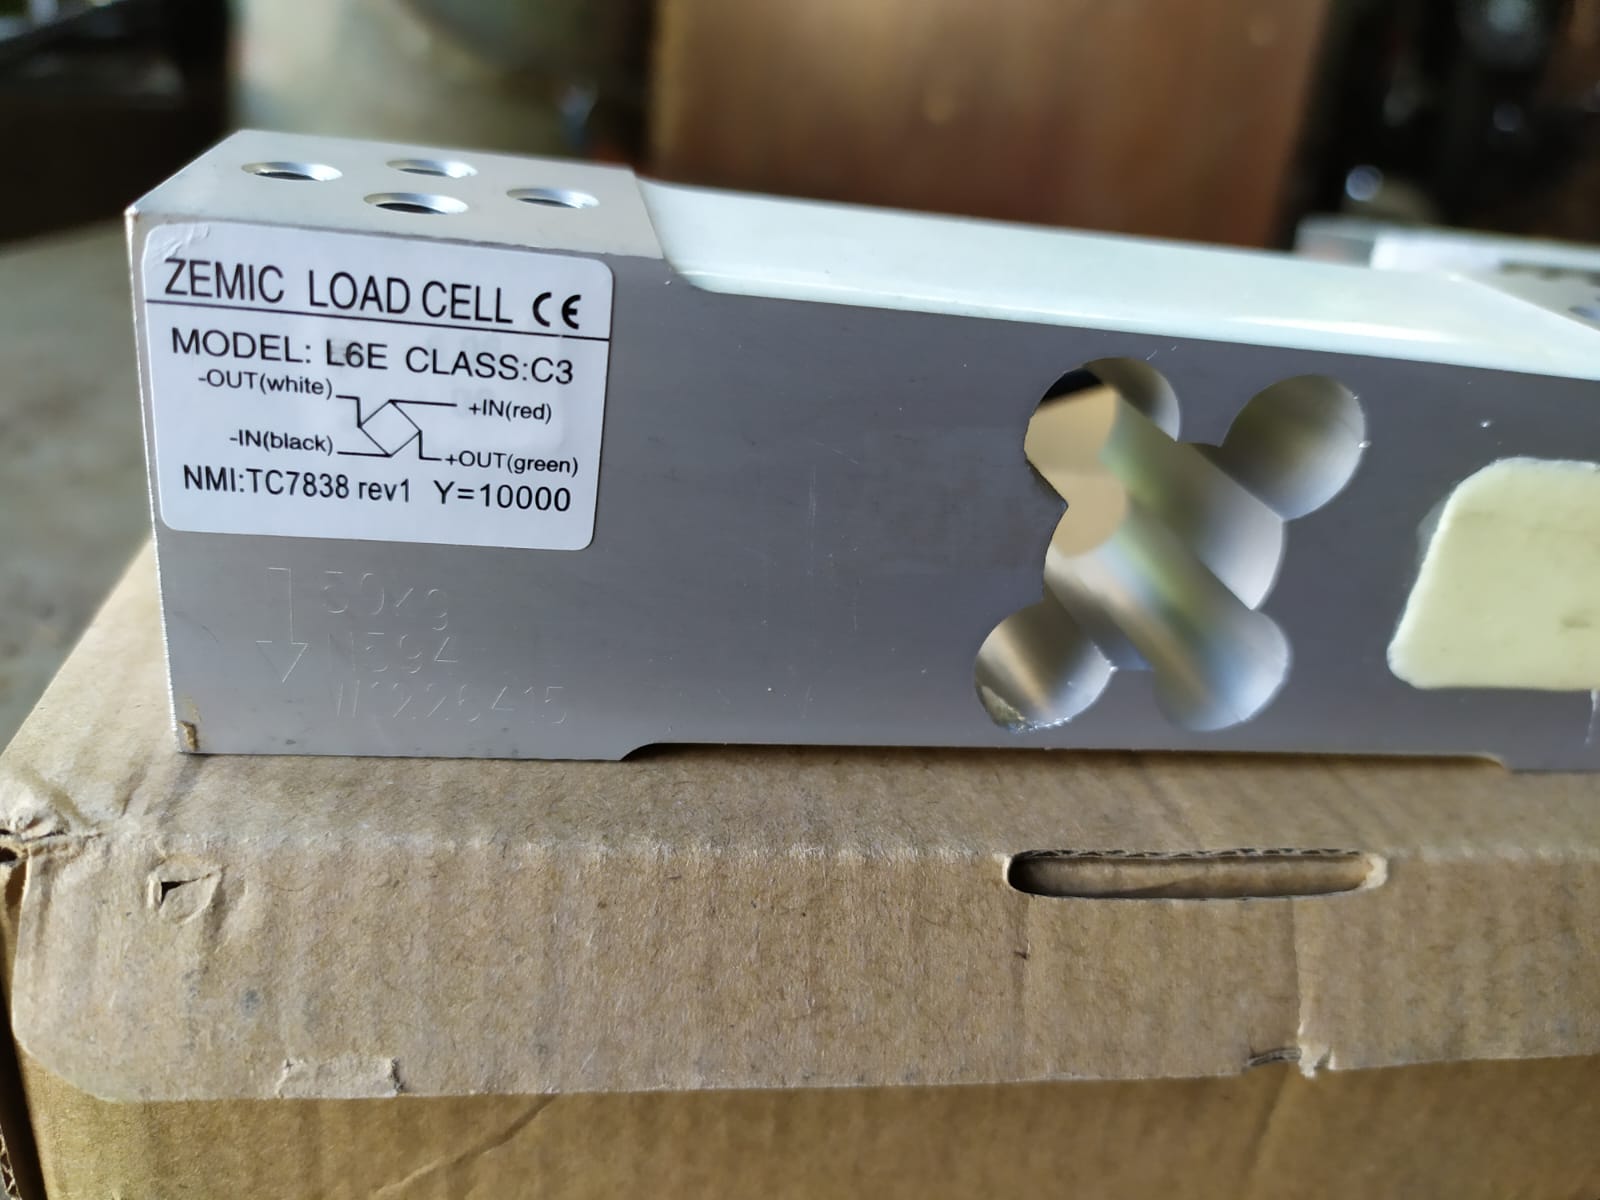 ZEMIC LOAD CELL CE
MODEL: L6E CLASS:C3
-OUT(white)
+IN(red)
-IN(black)
+OUT(green)
NMI:TC7838 rev1 Y=10000
50kg
N594